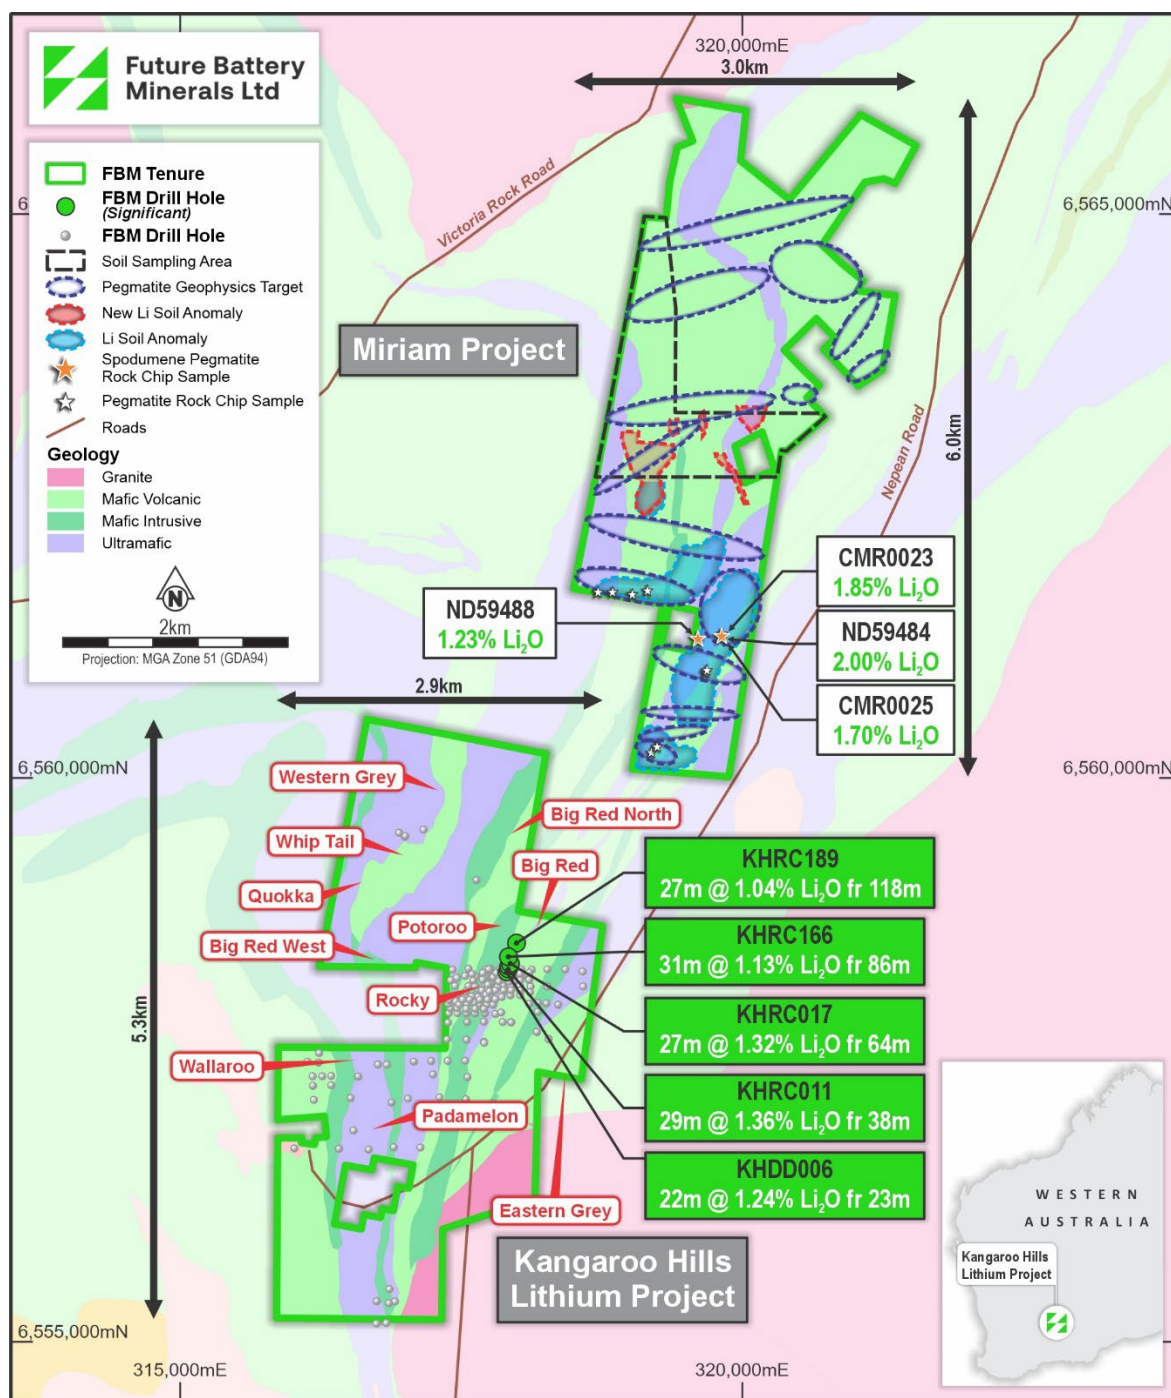 Future Battery
Minerals Ltd
FBM Tenure
FBM Drill Hole
(Significant)
FBM Drill Hole
Soil Sampling Area
Pegmatite Geophysics Target
New Li Soil Anomaly
Li Soil Anomaly
Spodumene Pegmatite
Rock Chip Sample
Pegmatite Rock Chip Sample
Roads
Geology
Granite
Mafic Volcanic
Mafic Intrusive
Ultramafic
N
2km
Projection: MGA Zone 51 (GDA94)
320,000mE
3.0km
Victoria Rock Road
6,565,000mN
6
Miriam Project
6.0km
Nepean Road
CMR0023
1.85% Li₂O
ND59488
1.23% Li₂O
ND59484
2.00% Li₂O
CMR0025
1.70% Li₂O
2.9km
6,560,000mN
6,560,000mN
Western Grey
Big Red North
Whip Tail
Big Red
Quokka
Potoroo
Big Red West
Rocky
5.3km
Wallaroo
Padamelon
Eastern Grey
KHRC189
27m @ 1.04% Li₂O fr 118m
KHRC166
31m @ 1.13% Li₂O fr 86m
KHRC017
27m @ 1.32% Li₂O fr 64m
KHRC011
29m @ 1.36% Li₂O fr 38m
KHDD006
22m @ 1.24% Li₂O fr 23m
Kangaroo Hills
Lithium Project
WESTERN
AUSTRALIA
Kangaroo Hills
Lithium Project
6,555,000mN
315,000mE
320,000mE